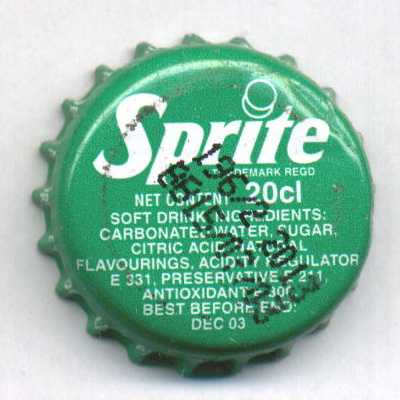 Sprite
TRADEMARK REGD
NET CONTENT 20cl
SOFT DRINK INGREDIENTS:
CARBONATED WATER, SUGAR,
CITRIC ACID, NATURAL
FLAVOURINGS, ACIDITY REGULATOR
E 331, PRESERVATIVE E 211,
ANTIOXIDANT E 300.
BEST BEFORE END:
DEC 03